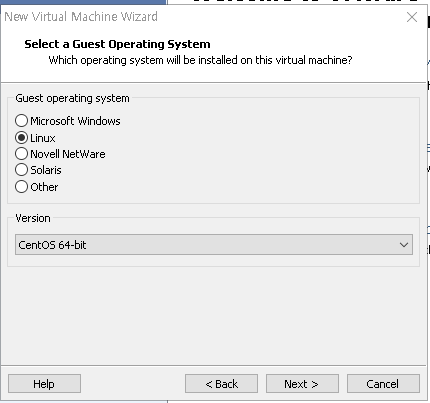 New Virtual Machine Wizard
Select a Guest Operating System
Which operating system will be installed on this virtual machine?
Guest operating system
Microsoft Windows
Linux
Novell NetWare
Solaris
Other
Version
CentOS 64-bit
Help
< Back
Next >
Cancel